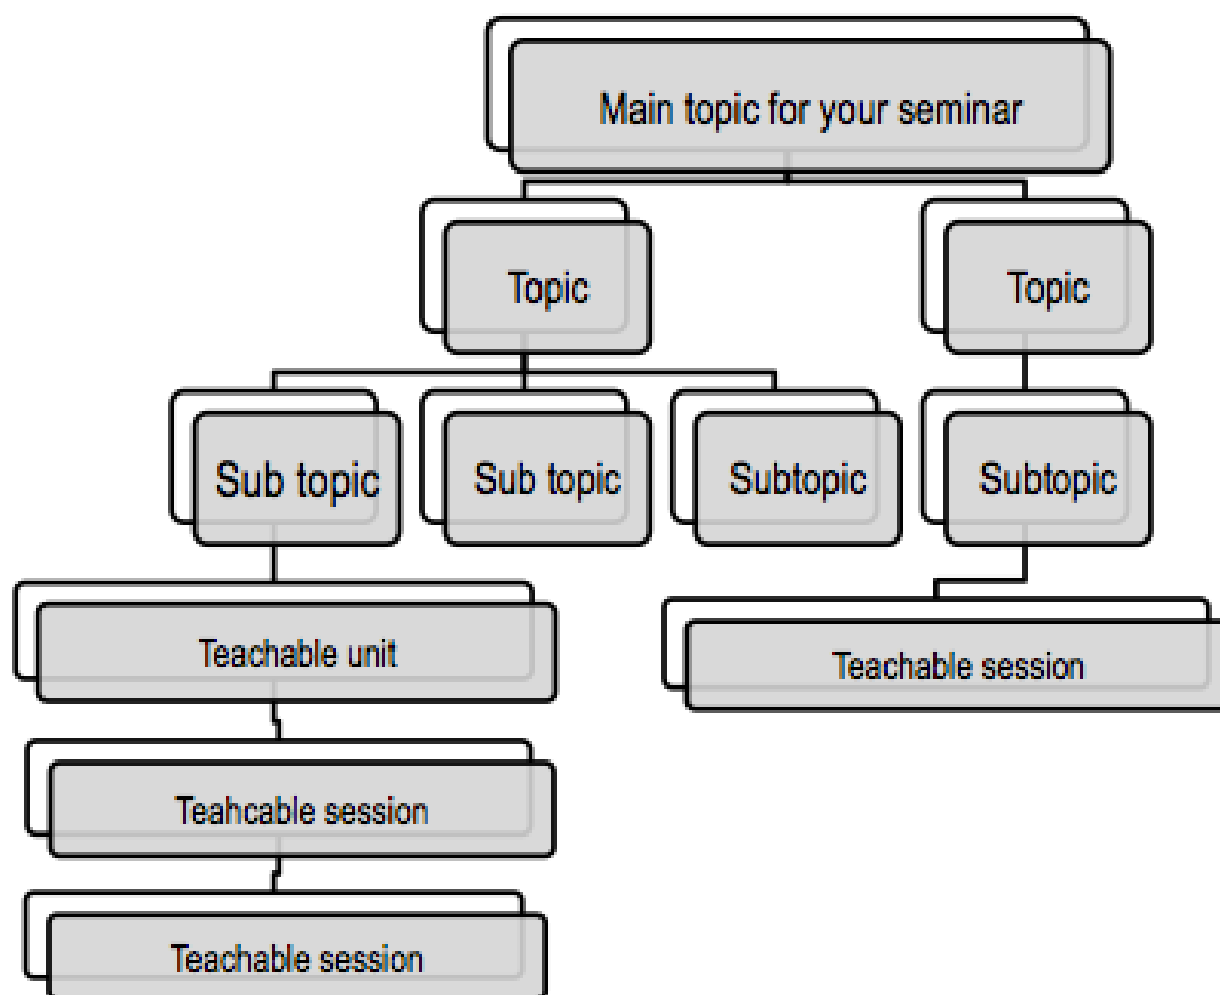 Main topic for your seminar
Topic
Topic
Sub topic
Sub topic
Subtopic
Subtopic
Teachable unit
Teachable session
Teahcable session
Teachable session